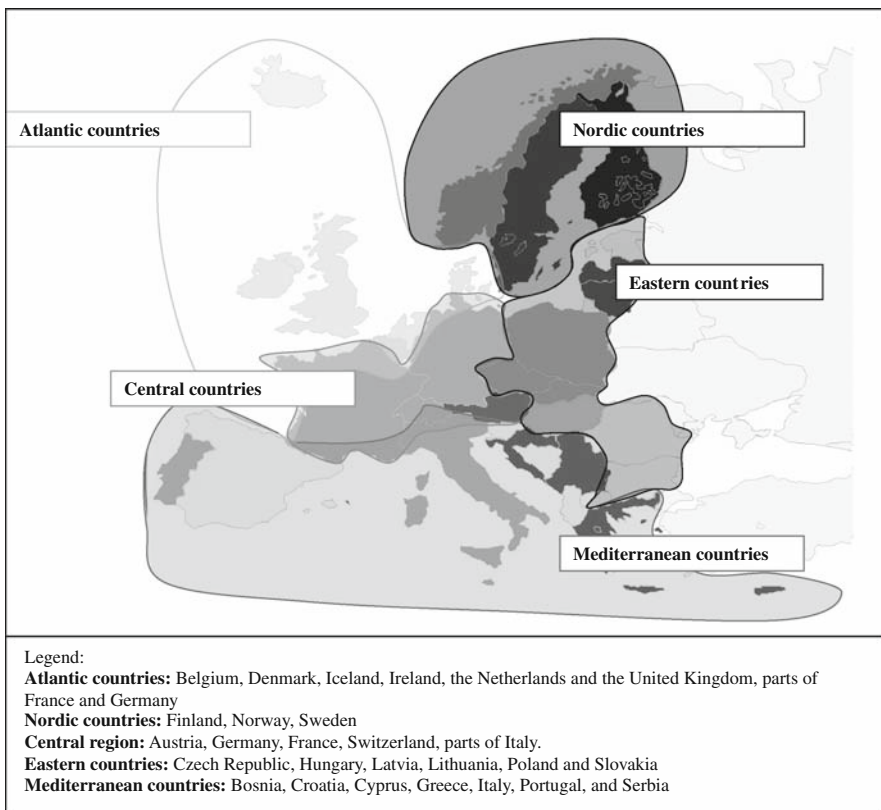 Atlantic countries
Nordic countries
Eastern countries
Central countries
Mediterranean countries
Legend:
Atlantic countries: Belgium, Denmark, Iceland, Ireland, the Netherlands and the United Kingdom, parts of
France and Germany
Nordic countries: Finland, Norway, Sweden
Central region: Austria, Germany, France, Switzerland, parts of Italy.
Eastern countries: Czech Republic, Hungary, Latvia, Lithuania, Poland and Slovakia
Mediterranean countries: Bosnia, Croatia, Cyprus, Greece, Italy, Portugal, and Serbia